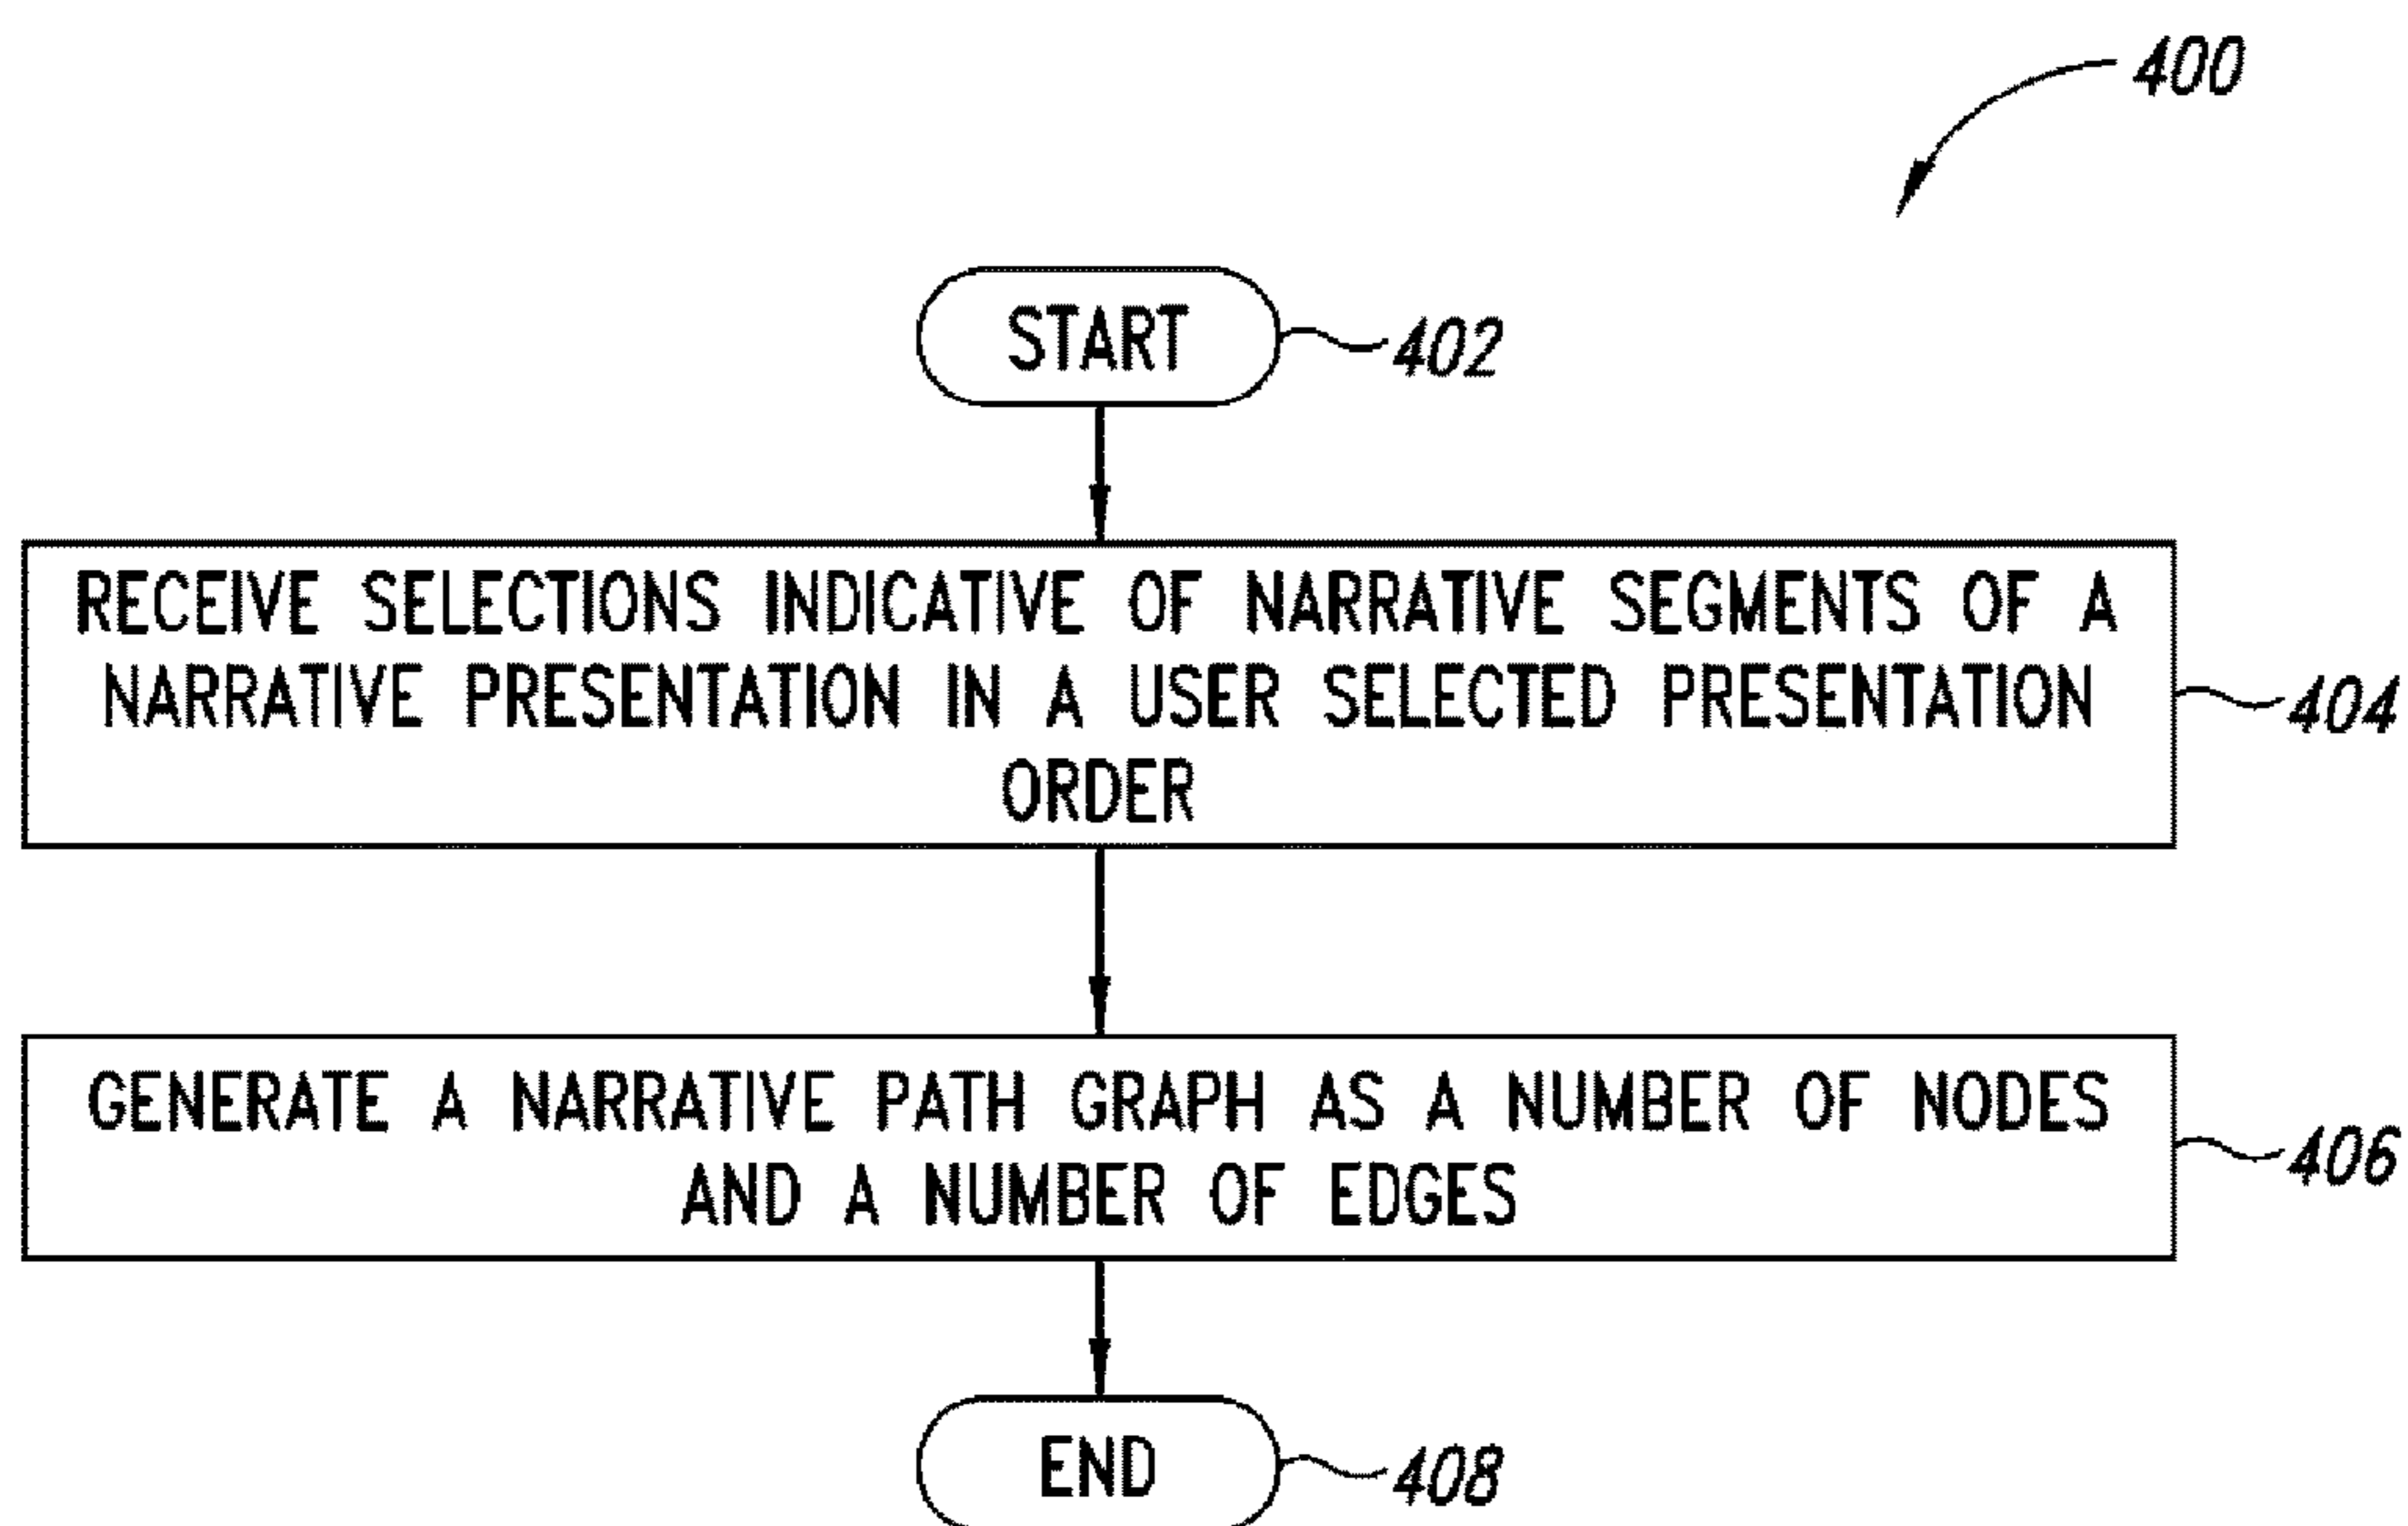 400
START
402
RECEIVE SELECTIONS INDICATIVE OF NARRATIVE SEGMENTS OF A
NARRATIVE PRESENTATION IN A USER SELECTED PRESENTATION
ORDER
404
GENERATE A NARRATIVE PATH GRAPH AS A NUMBER OF NODES
AND A NUMBER OF EDGES
406
END
408